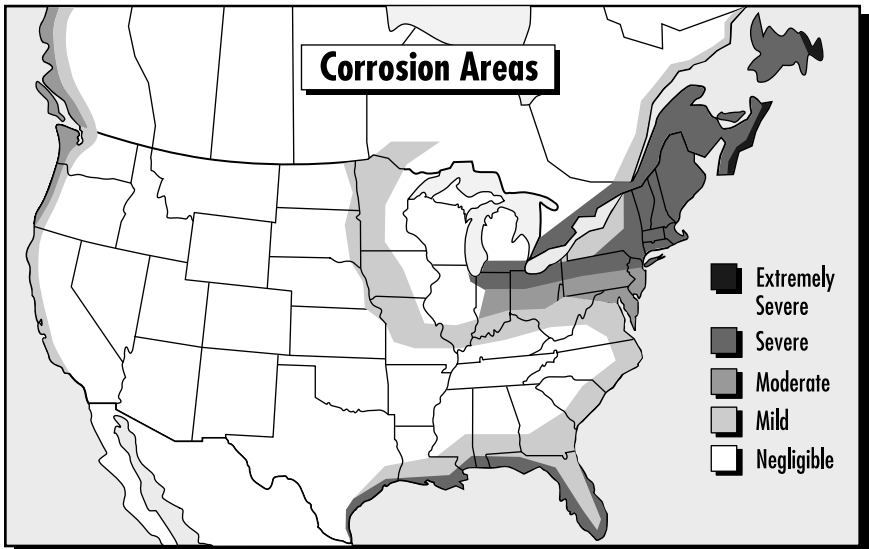 Corrosion Areas
Extremely
Severe
Severe
Moderate
Mild
Negligible